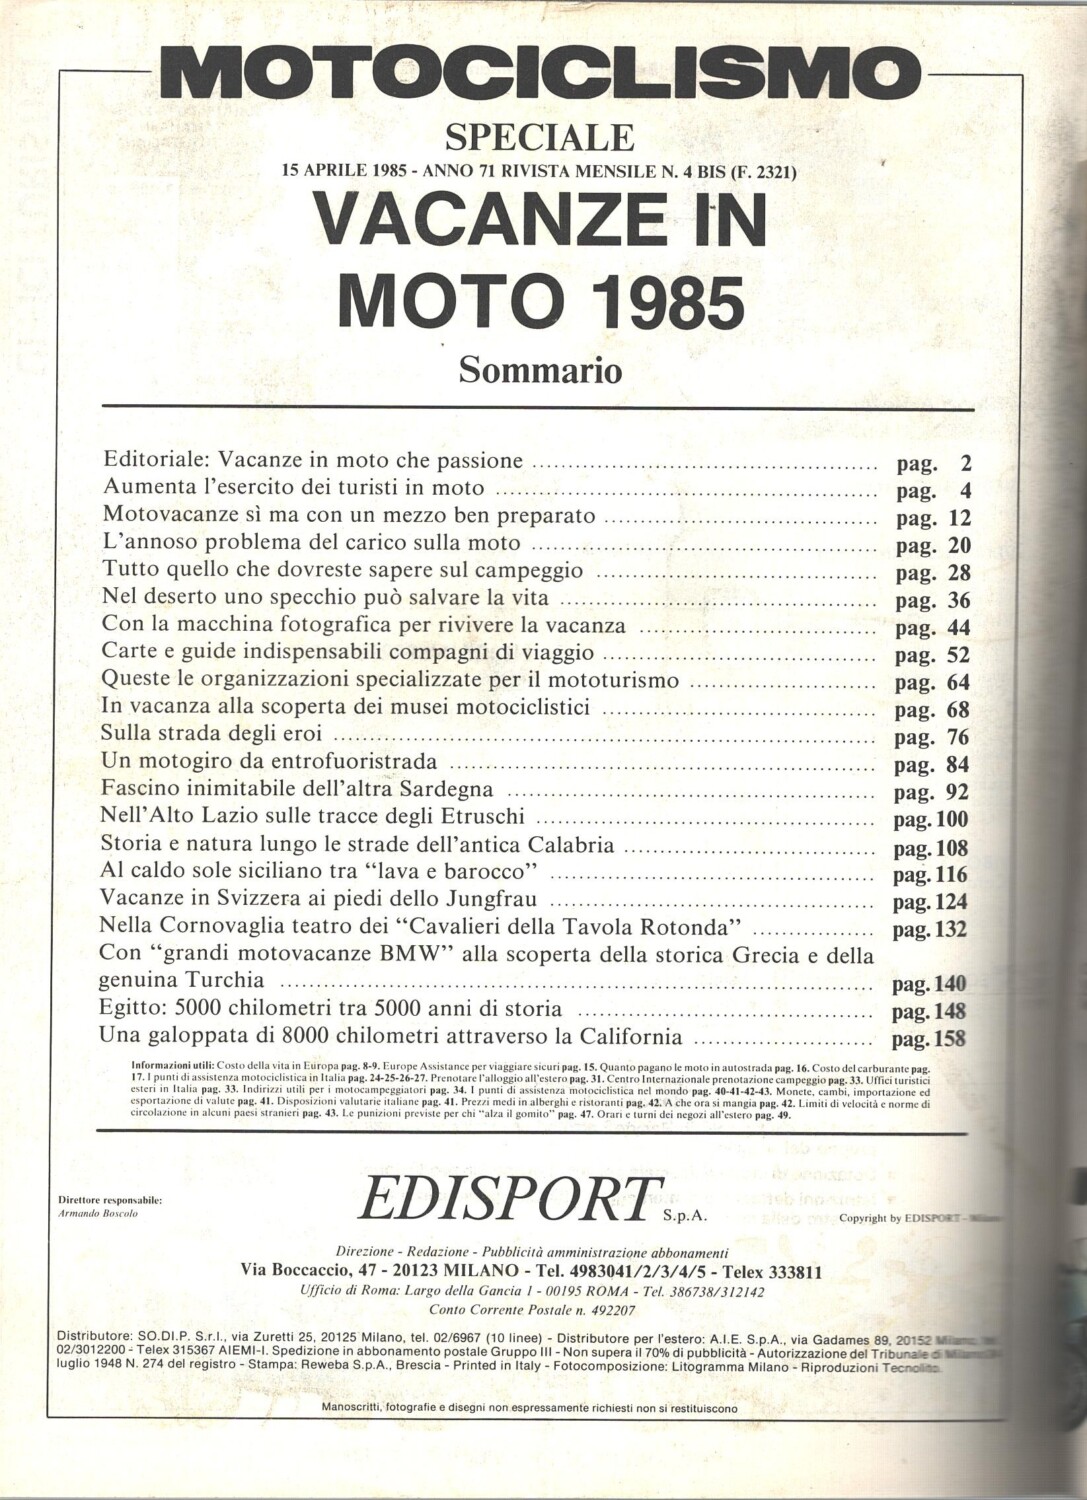 MOTOCICLISMO
SPECIALE
15 APRILE 1985 - ANNO 71 RIVISTA MENSILE N. 4 BIS (F. 2321)
VACANZE IN
MOTO 1985
Sommario
Editoriale: Vacanze in moto che passione pag. 2
Aumenta l'esercito dei turisti in moto pag. 4
Motovacanze sì ma con un mezzo ben preparato pag. 12
L'annoso problema del carico sulla moto pag. 20
Tutto quello che dovreste sapere sul campeggio pag. 28
Nel deserto uno specchio può salvare la vita pag. 36
Con la macchina fotografica per rivivere la vacanza pag. 44
Carte e guide indispensabili compagni di viaggio pag. 52
Queste le organizzazioni specializzate per il mototurismo pag. 64
In vacanza alla scoperta dei musei motociclistici pag. 68
Sulla strada degli eroi pag. 76
Un motogiro da entrofuoristrada pag. 84
Fascino inimitabile dell'altra Sardegna pag. 92
Nell'Alto Lazio sulle tracce degli Etruschi pag. 100
Storia e natura lungo le strade dell'antica Calabria pag. 108
Al caldo sole siciliano tra "lava e barocco" pag. 116
Vacanze in Svizzera ai piedi dello Jungfrau pag. 124
Nella Cornovaglia teatro dei "Cavalieri della Tavola Rotonda" pag. 132
Con "grandi motovacanze BMW" alla scoperta della storica Grecia e della
genuina Turchia pag. 140
Egitto: 5000 chilometri tra 5000 anni di storia pag. 148
Una galoppata di 8000 chilometri attraverso la California pag. 158
Informazioni utili: Costo della vita in Europa pag. 8-9. Europe Assistance per viaggiare sicuri pag. 15. Quanto pagano le moto in autostrada pag. 16. Costo del carburante pag.
17. I punti di assistenza motociclistica in Italia pag. 24-25-26-27. Prenotare l'alloggio all'estero pag. 31. Centro Internazionale prenotazione campeggio pag. 33. Uffici turistici
esteri in Italia pag. 33. Indirizzi utili per i motocampeggiatori pag. 34. I punti di assistenza motociclistica nel mondo pag. 40-41-42-43. Monete, cambi, importazione ed
esportazione di valute pag. 41. Disposizioni valutarie italiane pag. 41. Prezzi medi in alberghi e ristoranti pag. 42. A che ora si mangia pag. 42. Limiti di velocità e norme di
circolazione in alcuni paesi stranieri pag. 43. Le punizioni previste per chi "alza il gomito" pag. 47. Orari e turni dei negozi all'estero pag. 49.
Direttore responsabile:
Armando Boscolo
EDISPORT S.p.A.
Copyright by EDISPORT - Milano
Direzione - Redazione - Pubblicità amministrazione abbonamenti
Via Boccaccio, 47 - 20123 MILANO - Tel. 4983041/2/3/4/5 - Telex 333811
Ufficio di Roma: Largo della Gancia 1 - 00195 ROMA - Tel. 386738/312142
Conto Corrente Postale n. 492207
Distributore: SO.DI.P. S.r.l., via Zuretti 25, 20125 Milano, tel. 02/6967 (10 linee) - Distributore per l'estero: A.I.E. S.p.A., via Gadames 89, 20152 Milano,
02/3012200 - Telex 315367 AIEMI-I. Spedizione in abbonamento postale Gruppo III - Non supera il 70% di pubblicità - Autorizzazione del Tribunale di Milano
luglio 1948 N. 274 del registro - Stampa: Reweba S.p.A., Brescia - Printed in Italy - Fotocomposizione: Litogramma Milano - Riproduzioni
Manoscritti, fotografie e disegni non espressamente richiesti non si restituiscono